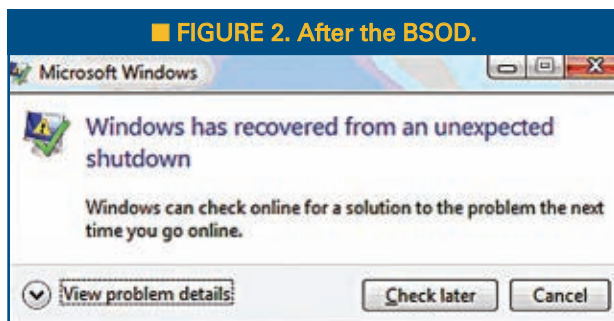 ■ FIGURE 2. After the BSOD.
Microsoft Windows
Windows has recovered from an unexpected
shutdown
Windows can check online for a solution to the problem the next
time you go online.
View problem details
Check later
Cancel